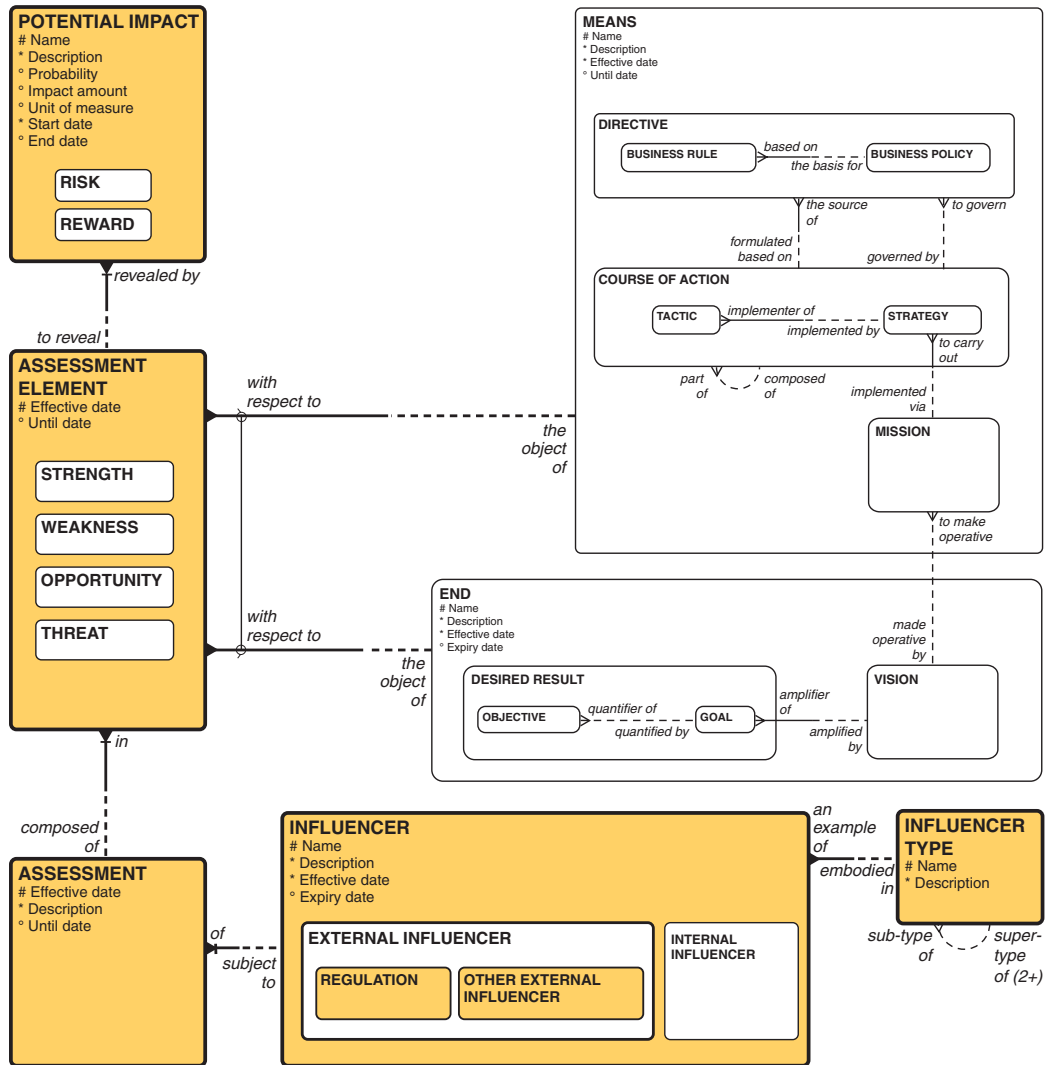 POTENTIAL IMPACT
# Name
* Description
° Probability
° Impact amount
° Unit of measure
* Start date
° End date
RISK
REWARD
revealed by
to reveal
ASSESSMENT
ELEMENT
# Effective date
° Until date
STRENGTH
WEAKNESS
OPPORTUNITY
THREAT
in
composed
of
ASSESSMENT
# Effective date
* Description
° Until date
with
respect to
the
object
of
with
respect to
the
object
of
MEANS
# Name
* Description
* Effective date
° Until date
DIRECTIVE
BUSINESS RULE
based on
the basis for
BUSINESS POLICY
the source
of
to govern
formulated
based on
governed by
COURSE OF ACTION
TACTIC
implementer of
implemented by
STRATEGY
to carry
out
part
of
composed
of
implemented
via
MISSION
to make
operative
END
# Name
* Description
* Effective date
° Expiry date
made
operative
by
DESIRED RESULT
OBJECTIVE
quantifier of
quantified by
GOAL
amplifier
of
amplified
by
VISION
of
subject
to
INFLUENCER
# Name
* Description
* Effective date
° Expiry date
EXTERNAL INFLUENCER
REGULATION
OTHER EXTERNAL
INFLUENCER
INTERNAL
INFLUENCER
an
example
of
embodied
in
INFLUENCER
TYPE
# Name
* Description
sub-type
of
super-
type
of (2+)